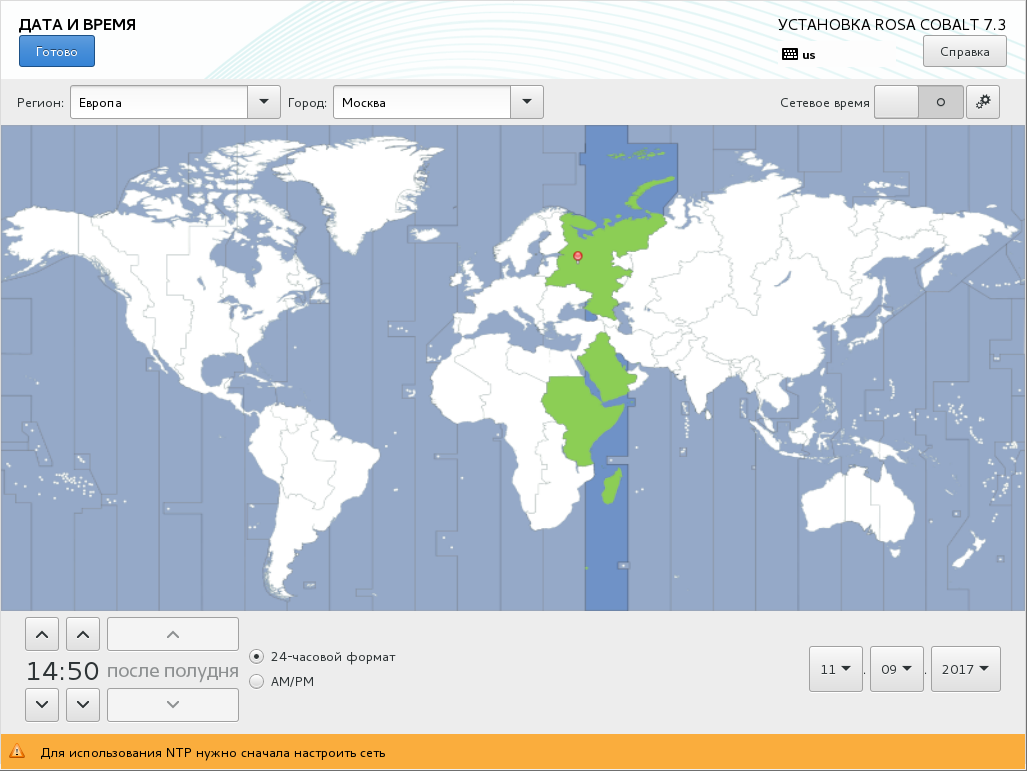 ДАТА И ВРЕМЯ
УСТАНОВКА ROSA COBALT 7.3
Готово
us
Справка
Регион:
Европа
Город:
Москва
Сетевое время
14:50 после полудня
24-часовой формат
AM/PM
11 . 09 . 2017
Для использования NTP нужно сначала настроить сеть